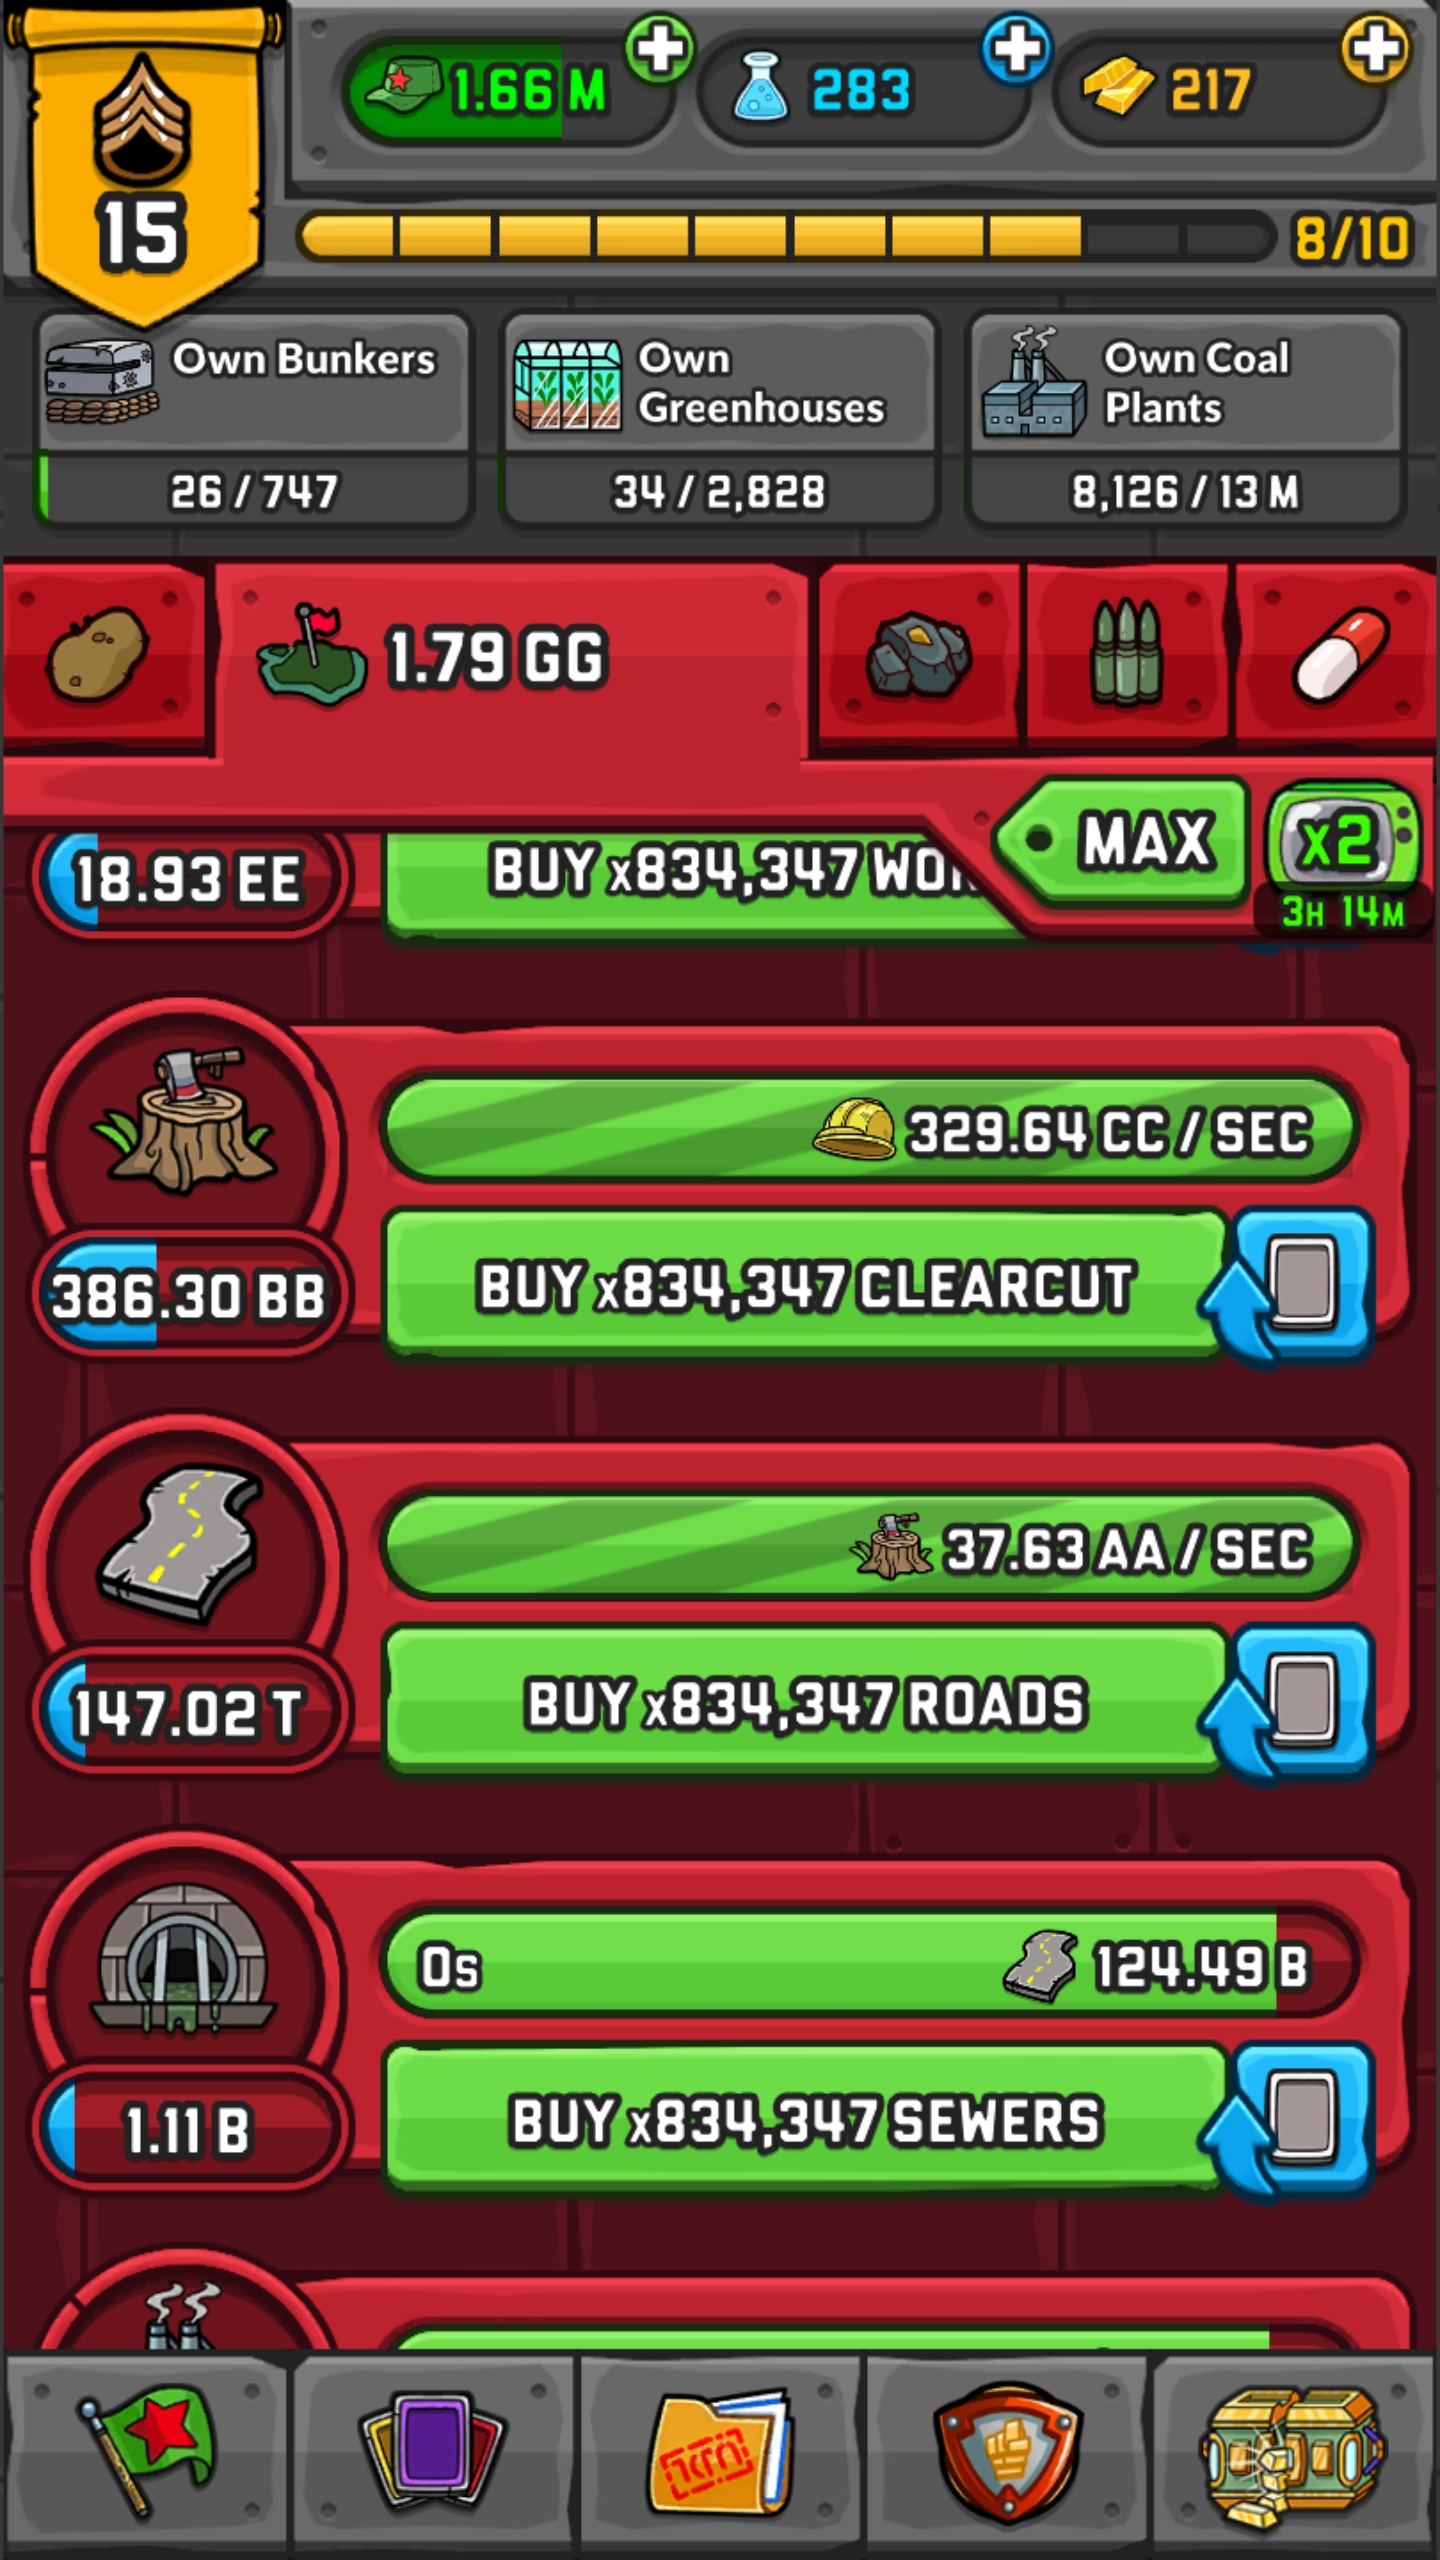 1.66 M
283
217
15
8/10
Own Bunkers
26 / 747
Own
Greenhouses
34 / 2,828
Own Coal
Plants
8,126 / 13 M
1.79 GG
MAX
x2
3H 14M
18.93 EE
BUY x834,347
329.64 CC / SEC
386.30 BB
BUY x834,347 CLEARCUT
37.63 AA / SEC
147.02 T
BUY x834,347 ROADS
0s
124.49 B
1.11 B
BUY x834,347 SEWERS